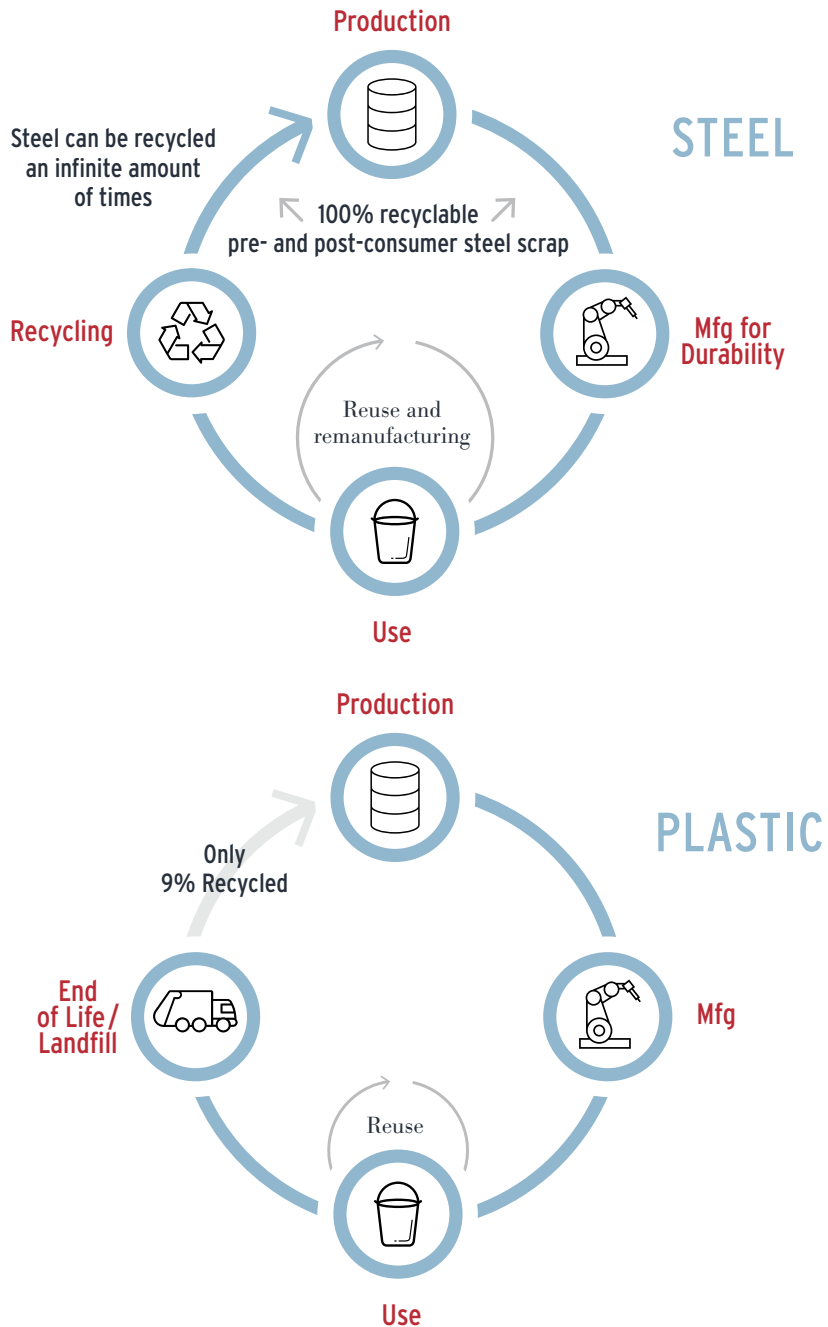 Production
STEEL
Steel can be recycled
an infinite amount
of times
100% recyclable
pre- and post-consumer steel scrap
Recycling
Mfg for
Durability
Reuse and
remanufacturing
Use
Production
PLASTIC
Only
9% Recycled
End
of Life/
Landfill
Mfg
Reuse
Use